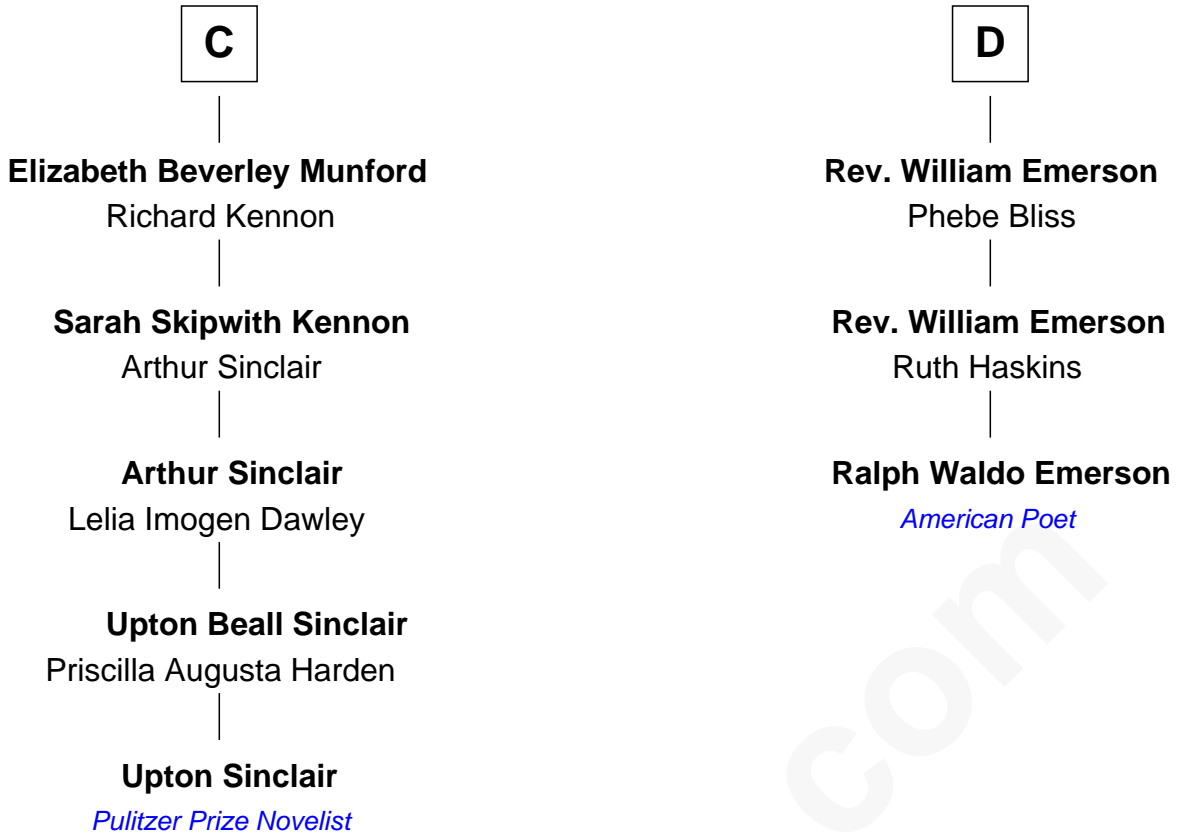 C
Elizabeth Beverley Munford
Richard Kennon
Sarah Skipwith Kennon
Arthur Sinclair
Arthur Sinclair
Lelia Imogen Dawley
Upton Beall Sinclair
Priscilla Augusta Harden
Upton Sinclair
Pulitzer Prize Novelist
D
Rev. William Emerson
Phebe Bliss
Rev. William Emerson
Ruth Haskins
Ralph Waldo Emerson
American Poet
com